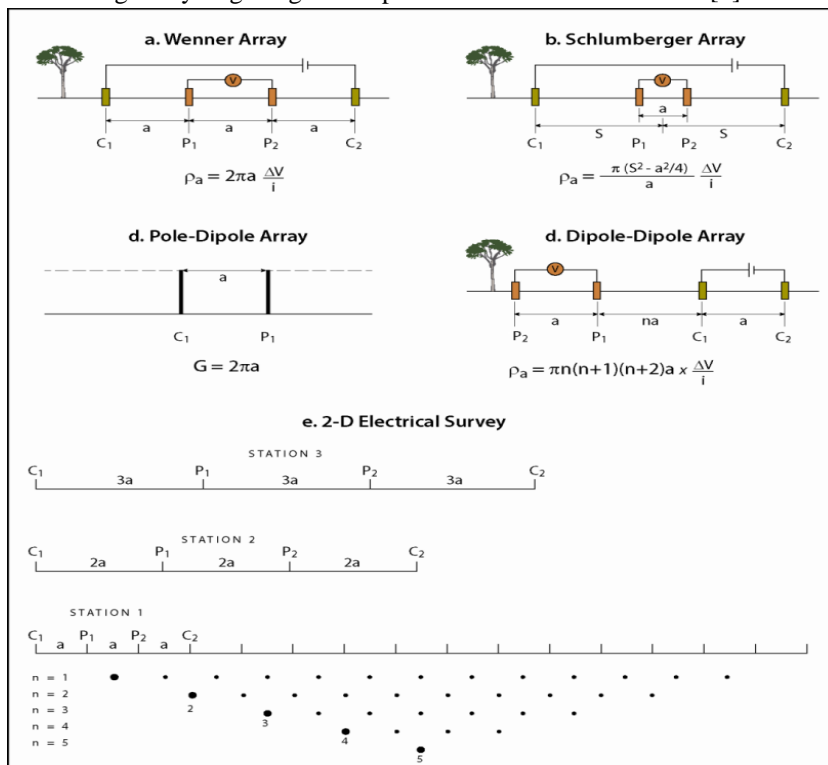 a. Wenner Array
V
a a a
C₁ P₁ P₂ C₂
ρa = 2πa ΔV/i
b. Schlumberger Array
V
a
S S
C₁ P₁ P₂ C₂
ρa = π (S² - a²/4)/a ΔV/i
d. Pole-Dipole Array
a
C₁ P₁
G = 2πa
d. Dipole-Dipole Array
V
a na a
P₂ P₁ C₁ C₂
ρa = πn(n+1)(n+2)a x ΔV/i
e. 2-D Electrical Survey
STATION 3
C₁ P₁ P₂ C₂
3a 3a 3a
STATION 2
C₁ P₁ P₂ C₂
2a 2a 2a
STATION 1
C₁ P₁ P₂ C₂
a a a
n = 1
n = 2
2
n = 3
3
n = 4
4
n = 5
5